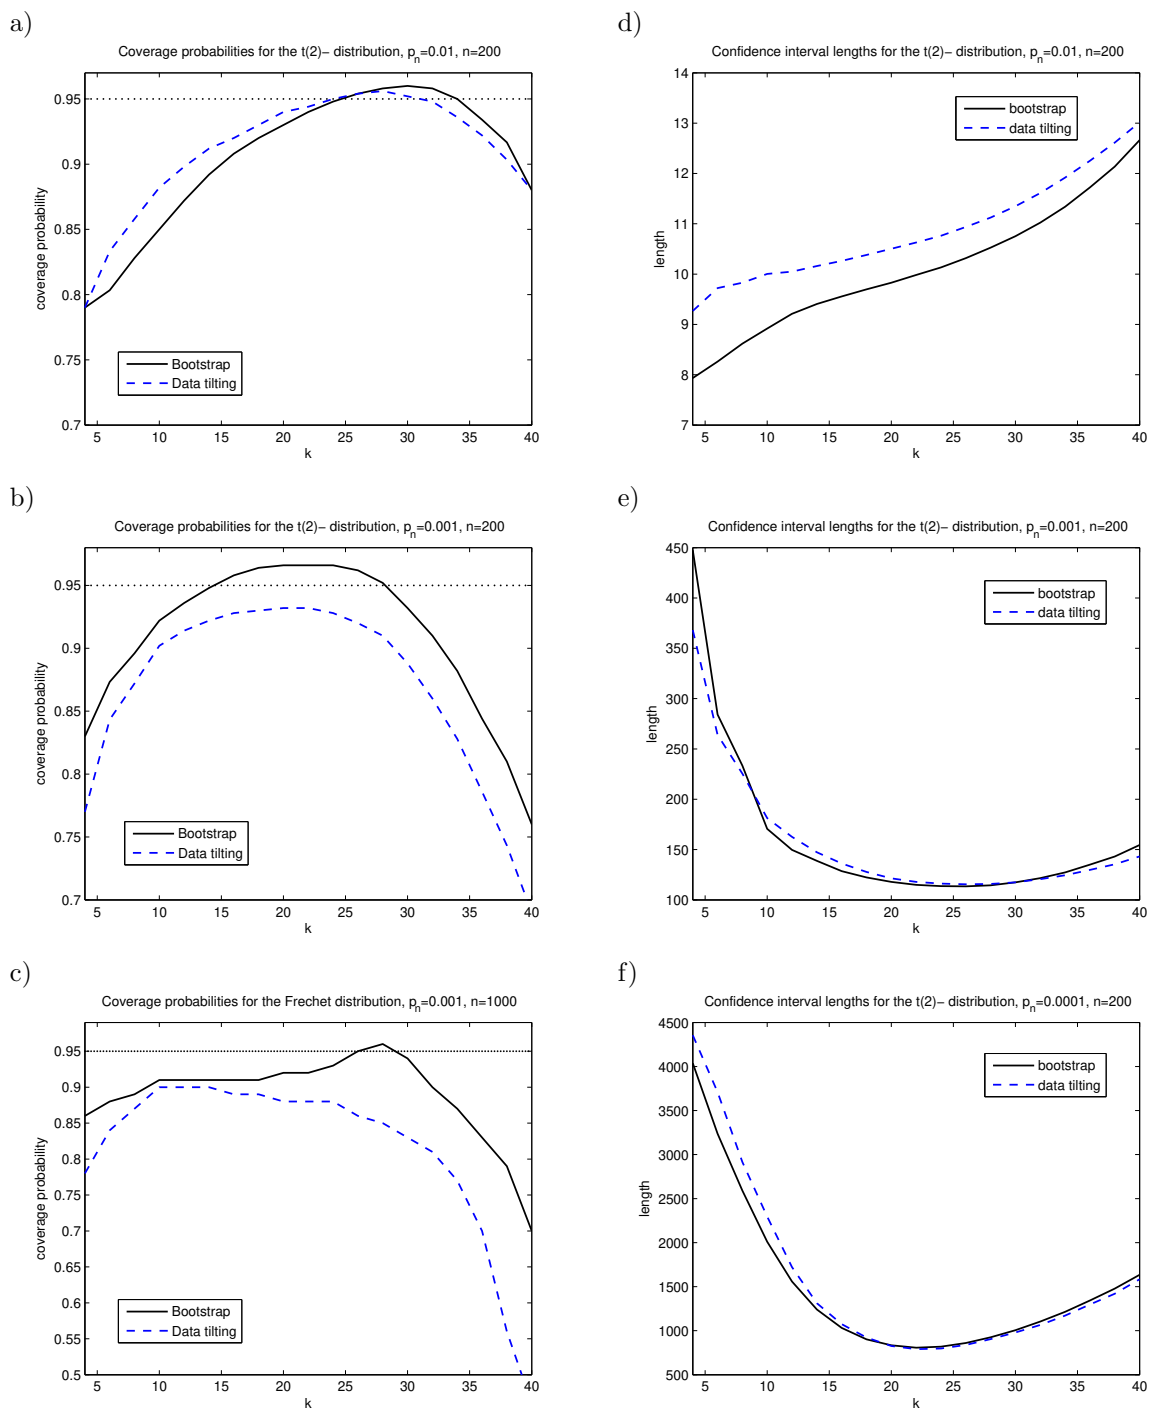 a)
Coverage probabilities for the t(2)− distribution, pn=0.01, n=200
0.95
0.9
0.85
0.8
0.75
0.7
coverage probability
Bootstrap
Data tilting
5 10 15 20 25 30 35 40
k
d)
Confidence interval lengths for the t(2)− distribution, pn=0.01, n=200
14
13
12
11
10
9
8
7
length
bootstrap
data tilting
5 10 15 20 25 30 35 40
k
b)
Coverage probabilities for the t(2)− distribution, pn=0.001, n=200
0.95
0.9
0.85
0.8
0.75
0.7
coverage probability
Bootstrap
Data tilting
5 10 15 20 25 30 35 40
k
e)
Confidence interval lengths for the t(2)− distribution, pn=0.001, n=200
450
400
350
300
250
200
150
100
length
bootstrap
data tilting
5 10 15 20 25 30 35 40
k
c)
Coverage probabilities for the Frechet distribution, pn=0.001, n=1000
0.95
0.9
0.85
0.8
0.75
0.7
0.65
0.6
0.55
0.5
coverage probability
Bootstrap
Data tilting
5 10 15 20 25 30 35 40
k
f)
Confidence interval lengths for the t(2)− distribution, pn=0.0001, n=200
4500
4000
3500
3000
2500
2000
1500
1000
500
length
bootstrap
data tilting
5 10 15 20 25 30 35 40
k